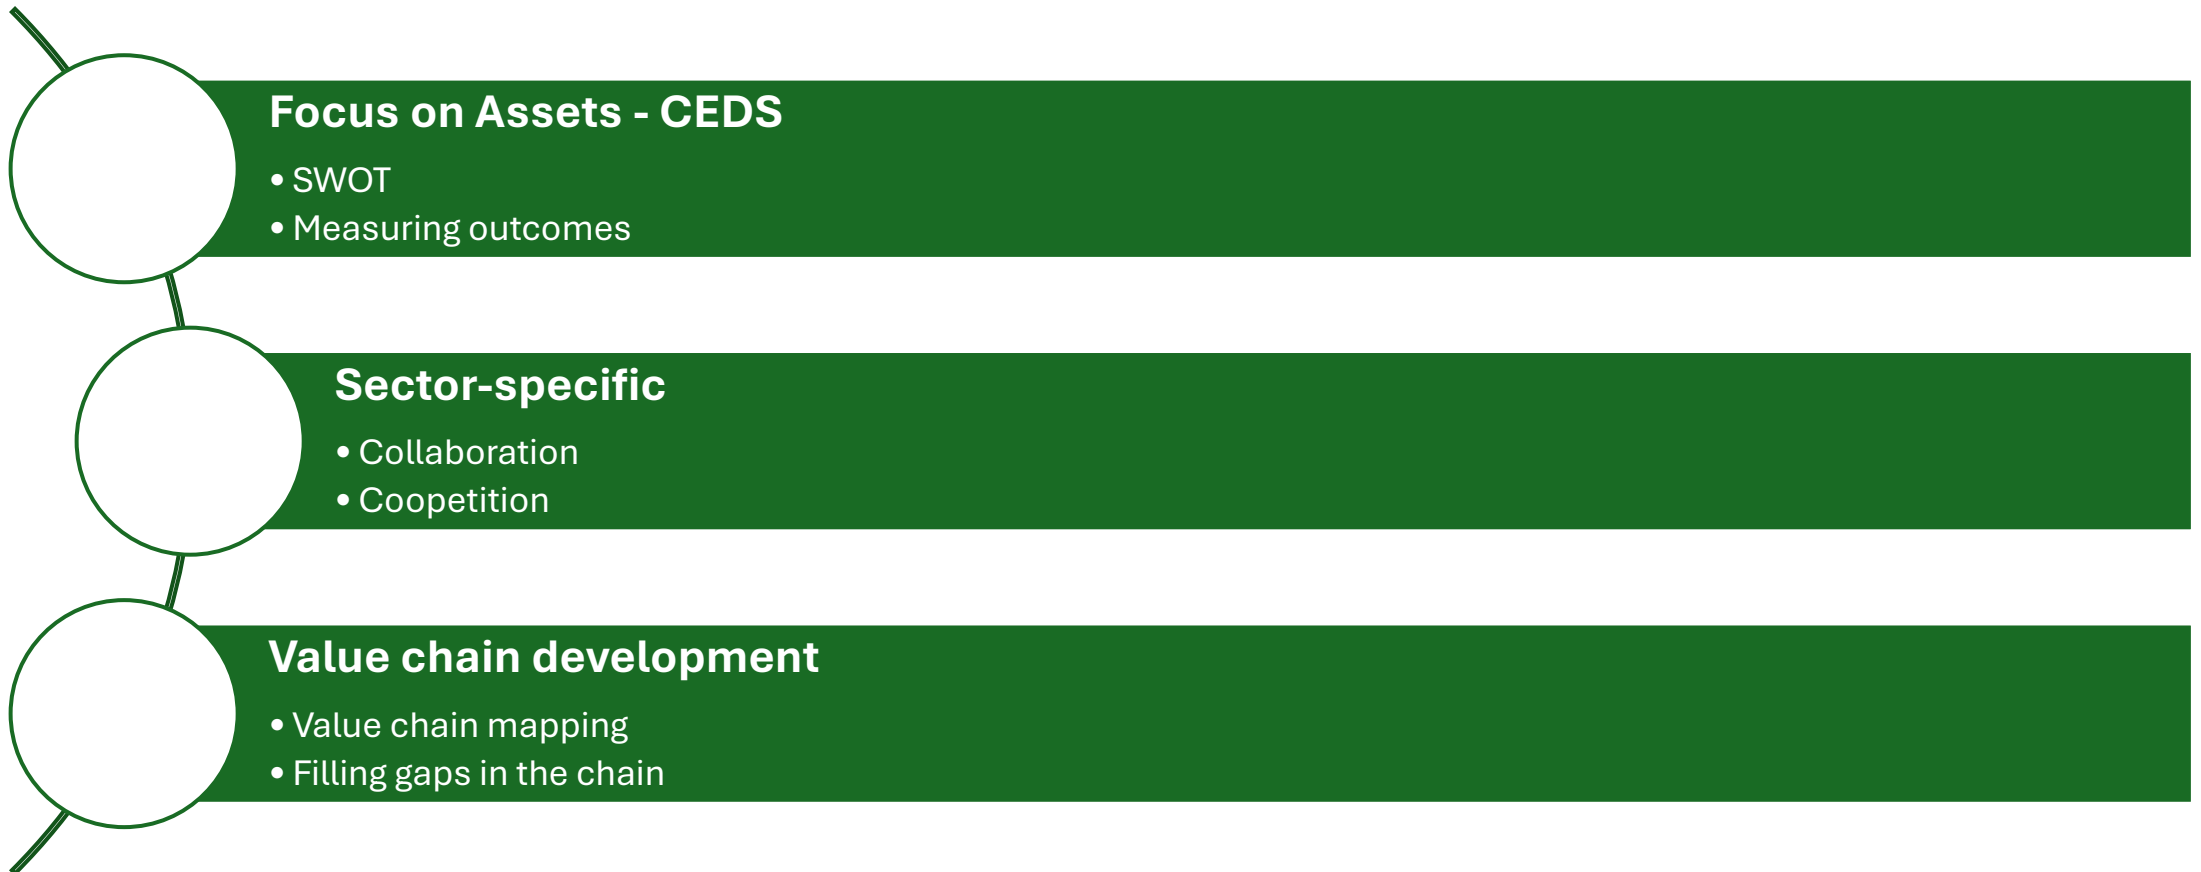 Focus on Assets - CEDS
• SWOT
• Measuring outcomes
Sector-specific
• Collaboration
• Coopetition
Value chain development
• Value chain mapping
• Filling gaps in the chain